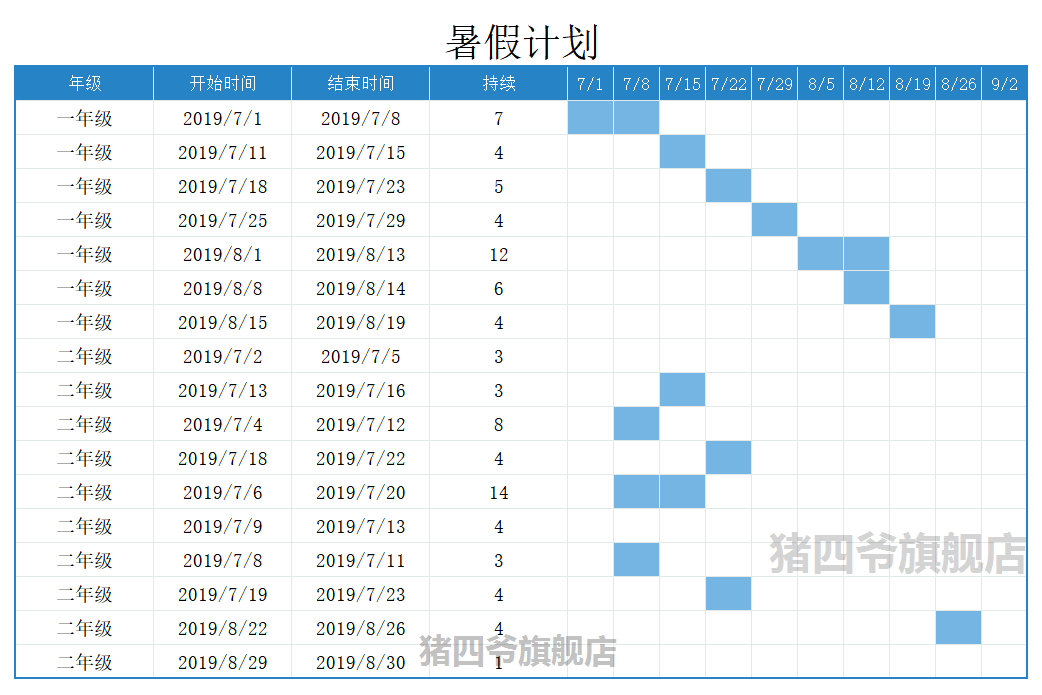 暑假计划
年级 开始时间 结束时间 持续 7/1 7/8 7/15 7/22 7/29 8/5 8/12 8/19 8/26 9/2
一年级 2019/7/1 2019/7/8 7
一年级 2019/7/11 2019/7/15 4
一年级 2019/7/18 2019/7/23 5
一年级 2019/7/25 2019/7/29 4
一年级 2019/8/1 2019/8/13 12
一年级 2019/8/8 2019/8/14 6
一年级 2019/8/15 2019/8/19 4
二年级 2019/7/2 2019/7/5 3
二年级 2019/7/13 2019/7/16 3
二年级 2019/7/4 2019/7/12 8
二年级 2019/7/18 2019/7/22 4
二年级 2019/7/6 2019/7/20 14
二年级 2019/7/9 2019/7/13 4
二年级 2019/7/8 2019/7/11 3
猪四爷旗舰店
二年级 2019/7/19 2019/7/23 4
二年级 2019/8/22 2019/8/26 4
猪四爷旗舰店
二年级 2019/8/29 2019/8/30 1